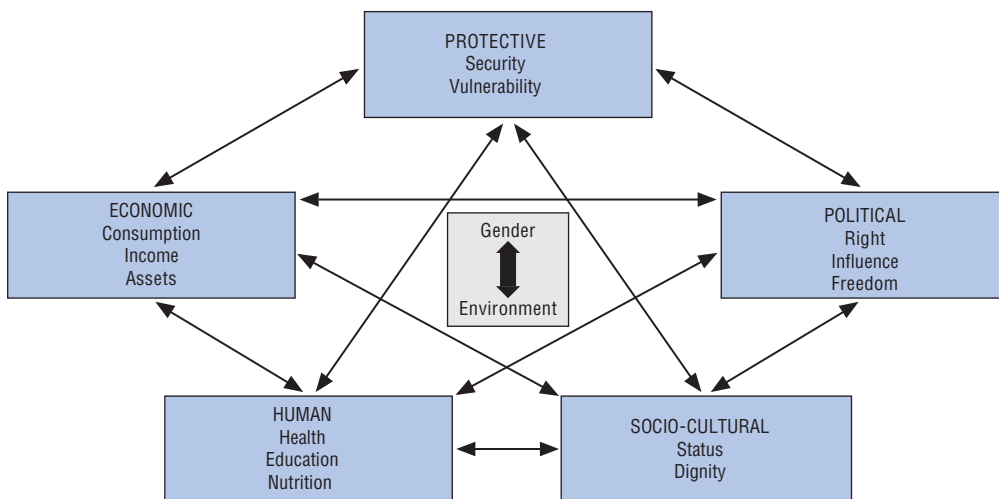 PROTECTIVE
Security
Vulnerability
ECONOMIC
Consumption
Income
Assets
Gender
Environment
POLITICAL
Right
Influence
Freedom
HUMAN
Health
Education
Nutrition
SOCIO-CULTURAL
Status
Dignity